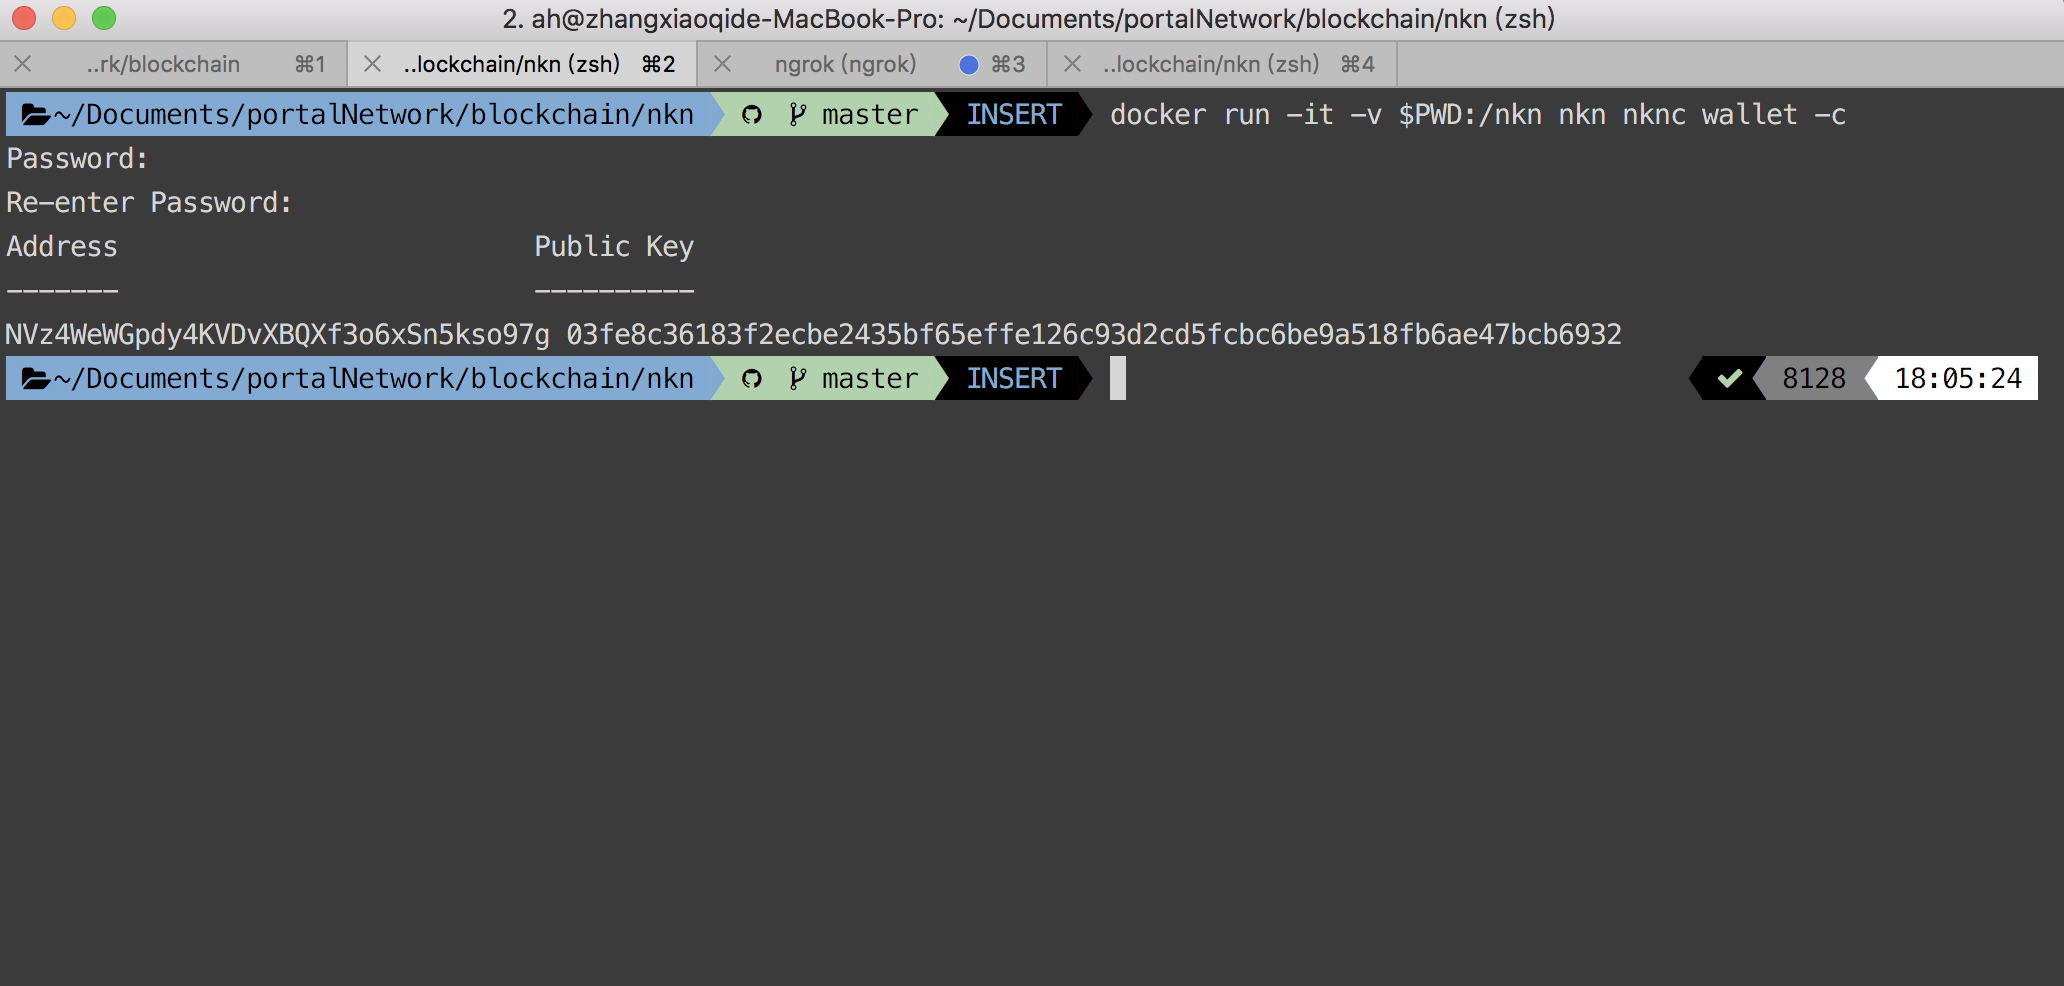 2. ah@zhangxiaoqide-MacBook-Pro: ~/Documents/portalNetwork/blockchain/nkn (zsh)
..rk/blockchain ⌘1 ..lockchain/nkn (zsh) ⌘2 ngrok (ngrok) ⌘3 ..lockchain/nkn (zsh) ⌘4
~/Documents/portalNetwork/blockchain/nkn master INSERT docker run -it -v $PWD:/nkn nkn nknc wallet -c
Password:
Re-enter Password:
Address Public Key
------- ----------
NVz4WeWGpdy4KVDvXBQXf3o6xSn5kso97g 03fe8c36183f2ecbe2435bf65effe126c93d2cd5fcbc6be9a518fb6ae47bcb6932
~/Documents/portalNetwork/blockchain/nkn master INSERT ✔ 8128 18:05:24